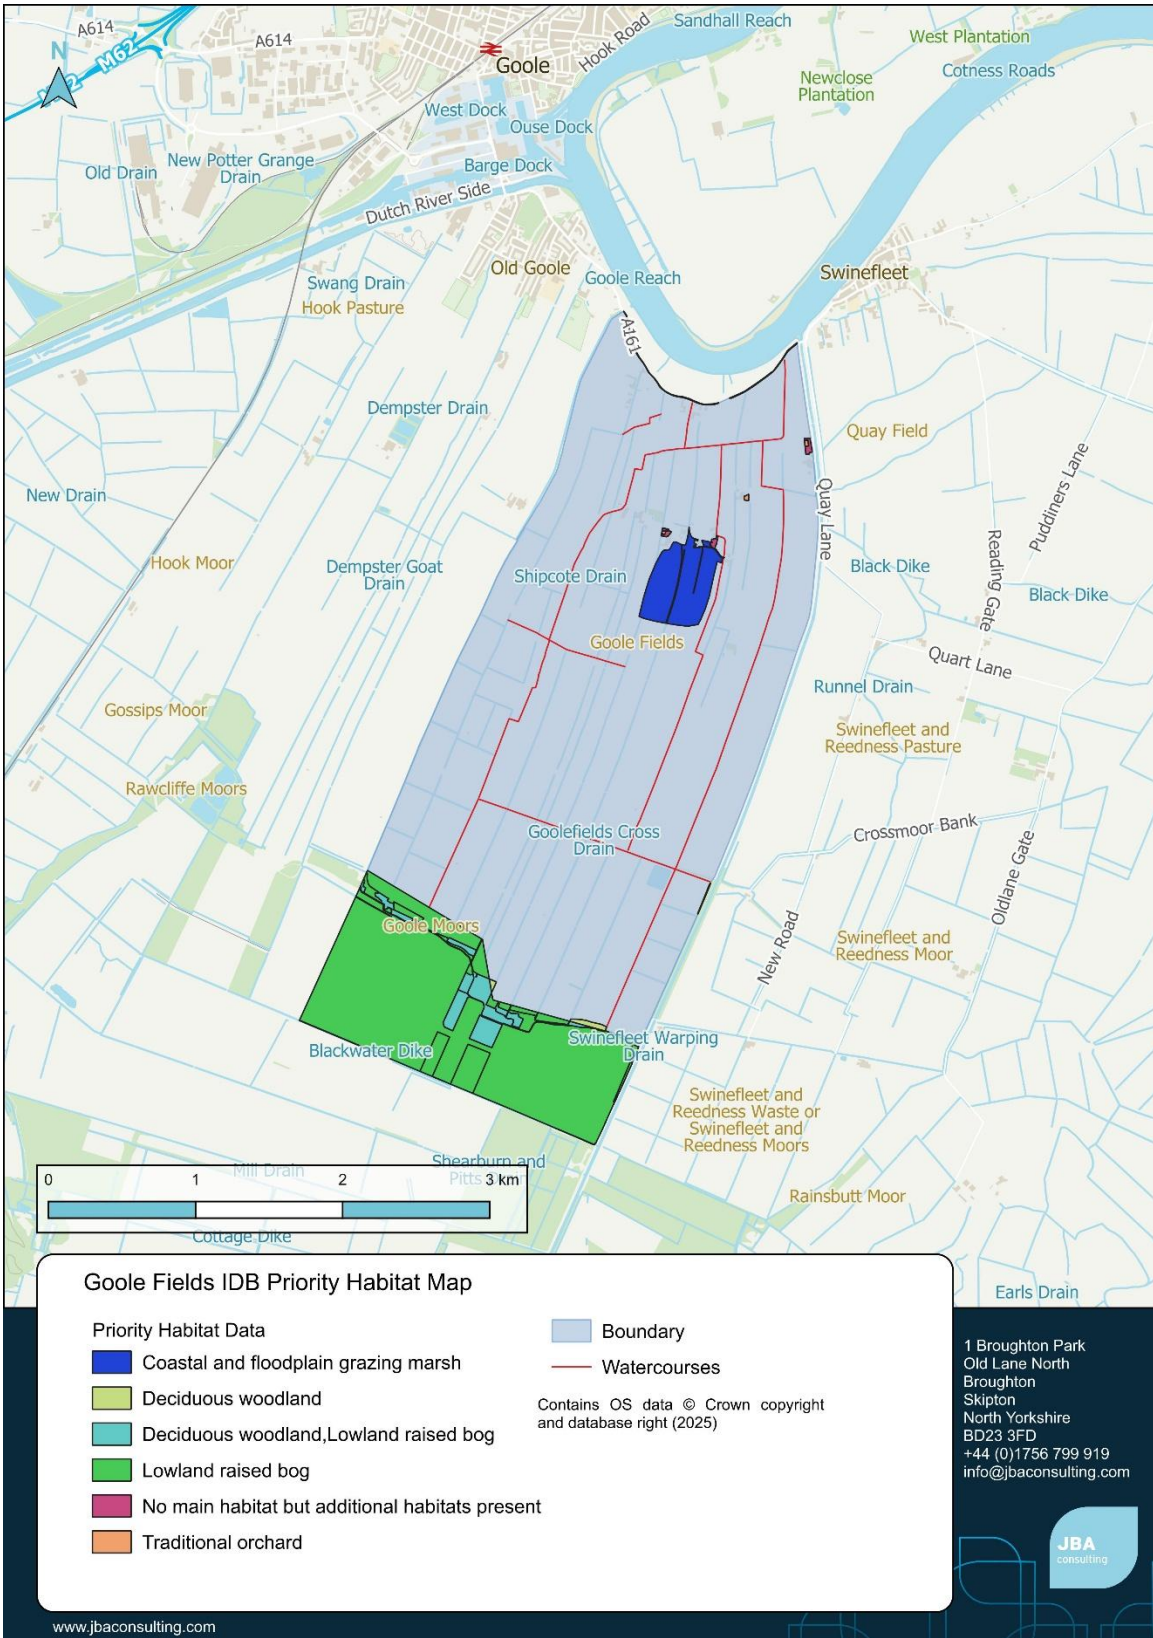 A614
M62
A614
N
Goole
Hook Road
Sandhall Reach
West Plantation
Cotness Roads
Newclose
Plantation
West Dock
Ouse Dock
Barge Dock
Old Drain
New Potter Grange
Drain
Dutch River Side
Old Goole
Goole Reach
Swinefleet
Swang Drain
Hook Pasture
A161
Dempster Drain
Quay Field
New Drain
Quay Lane
Reading Gate
Puddiners Lane
Hook Moor
Dempster Goat
Drain
Shipcote Drain
Black Dike
Black Dike
Goole Fields
Quart Lane
Runnel Drain
Gossips Moor
Swinefleet and
Reedness Pasture
Rawcliffe Moors
Goolefields Cross
Drain
Crossmoor Bank
Oldlane Gate
Goole Moors
New Road
Swinefleet and
Reedness Moor
Blackwater Dike
Swinefleet Warping
Drain
Swinefleet and
Reedness Waste or
Swinefleet and
Reedness Moors
Shearburn and
Pitts
Mill Drain
Rainsbutt Moor
0 1 2 3 km
Cottage Dike
Earls Drain
Goole Fields IDB Priority Habitat Map
Priority Habitat Data
Coastal and floodplain grazing marsh
Deciduous woodland
Deciduous woodland,Lowland raised bog
Lowland raised bog
No main habitat but additional habitats present
Traditional orchard
Boundary
Watercourses
Contains OS data © Crown copyright
and database right (2025)
1 Broughton Park
Old Lane North
Broughton
Skipton
North Yorkshire
BD23 3FD
+44 (0)1756 799 919
info@jbaconsulting.com
JBA
consulting
www.jbaconsulting.com